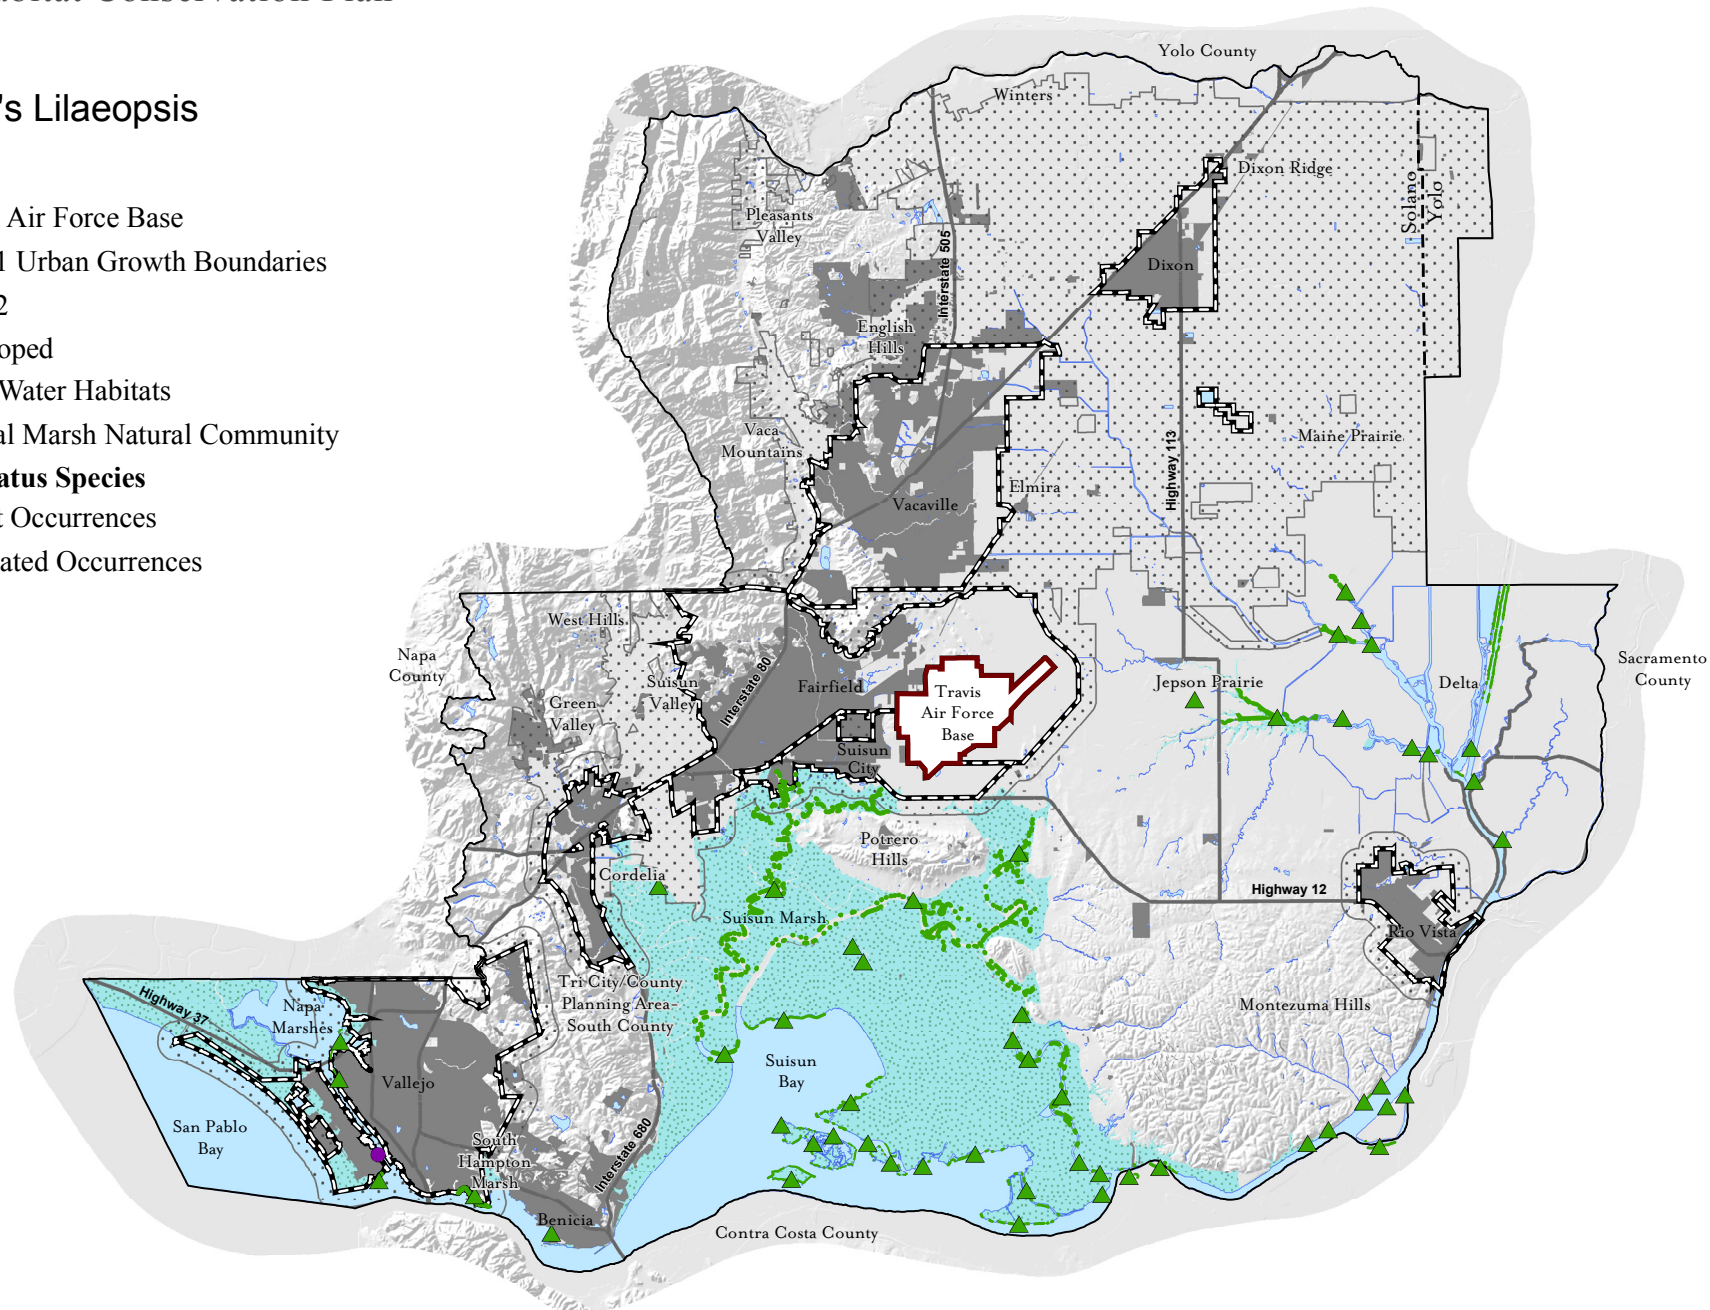 's Lilaeopsis
Air Force Base
1 Urban Growth Boundaries
2
oped
Water Habitats
al Marsh Natural Community
atus Species
t Occurrences
ated Occurrences
Yolo County
Winters
Dixon Ridge
Solano
Yolo
Pleasants
Valley
Interstate 505
Dixon
English
Hills
Vaca
Mountains
Highway 113
Maine Prairie
Elmira
Vacaville
West Hills
Napa
County
Suisun
Valley
Green
Valley
Interstate 80
Fairfield
Travis
Air Force
Base
Suisun
City
Jepson Prairie
Delta
Sacramento
County
Potrero
Hills
Cordelia
Suisun Marsh
Highway 12
Rio Vista
Tri City/County
Planning Area-
South County
Montezuma Hills
Highway 37
Napa
Marshes
Suisun
Bay
Vallejo
San Pablo
Bay
South
Hampton
Marsh
Interstate 680
Benicia
Contra Costa County